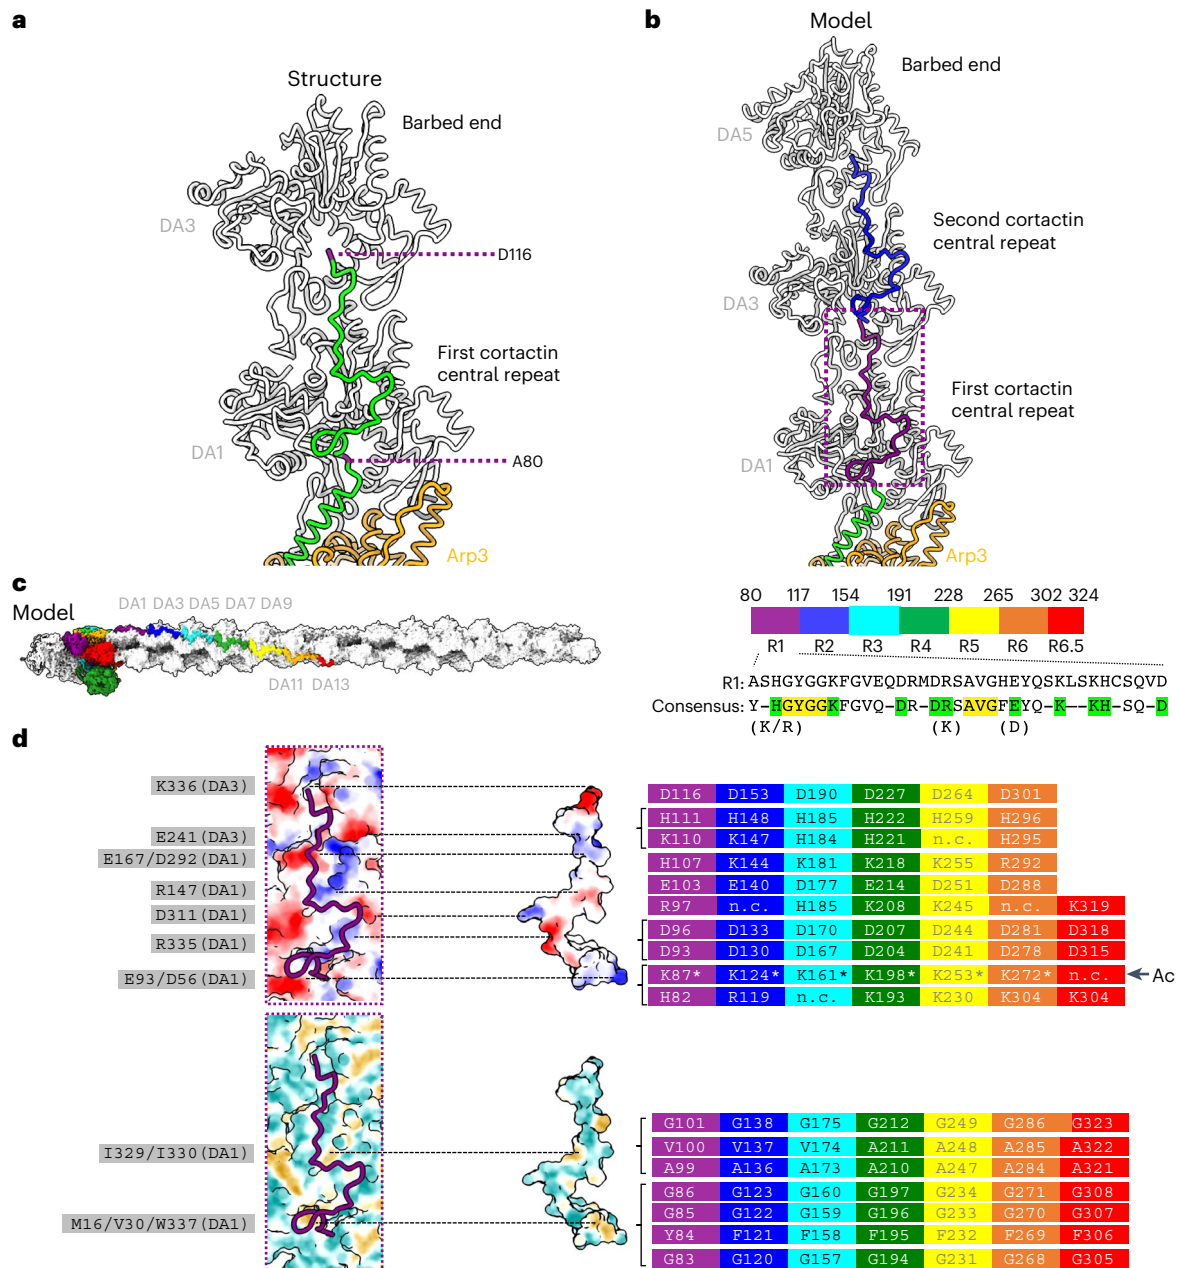 a
Structure
Barbed end
DA3
D116
First cortactin
central repeat
DA1
A80
Arp3
b
Model
Barbed end
DA5
Second cortactin
central repeat
DA3
First cortactin
central repeat
DA1
Arp3
c
Model
DA1 DA3 DA5 DA7 DA9
DA11 DA13
80 117 154 191 228 265 302 324
R1 R2 R3 R4 R5 R6 R6.5
R1: ASHGYGGKFGVEQDRMDRSAVGHEYQSKLSKHCSQVD
Consensus: Y-HGYGGKFGVQ-DR-DRSAVGFEYQ-K--KH-SQ-D
(K/R) (K) (D)
d
K336(DA3)
E241(DA3)
E167/D292(DA1)
R147(DA1)
D311(DA1)
R335(DA1)
E93/D56(DA1)
D116 D153 D190 D227 D264 D301
H111 H148 H185 H222 H259 H296
K110 K147 H184 H221 n.c. H295
H107 K144 K181 K218 K255 R292
E103 E140 D177 E214 D251 D288
R97 n.c. H185 K208 K245 n.c. K319
D96 D133 D170 D207 D244 D281 D318
D93 D130 D167 D204 D241 D278 D315
K87* K124* K161* K198* K253* K272* n.c. Ac
H82 R119 n.c. K193 K230 K304 K304
I329/I330(DA1)
M16/V30/W337(DA1)
G101 G138 G175 G212 G249 G286 G323
V100 V137 V174 A211 A248 A285 A322
A99 A136 A173 A210 A247 A284 A321
G86 G123 G160 G197 G234 G271 G308
G85 G122 G159 G196 G233 G270 G307
Y84 F121 F158 F195 F232 F269 F306
G83 G120 G157 G194 G231 G268 G305